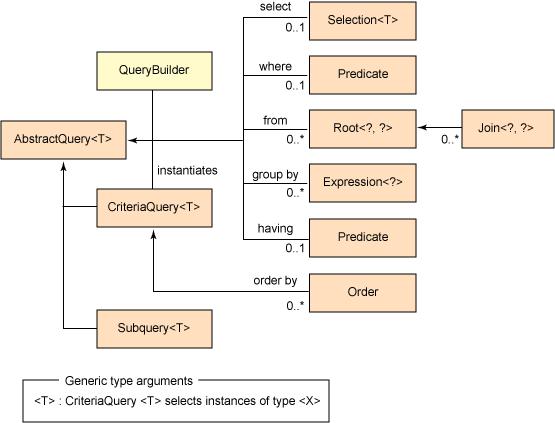 select
Selection<T>
0..1
QueryBuilder
where
Predicate
0..1
from
Root<?, ?>
Join<?, ?>
0..*
0..*
AbstractQuery<T>
instantiates
group by
Expression<?>
0..*
CriteriaQuery<T>
having
Predicate
0..1
order by
Order
0..*
Subquery<T>
Generic type arguments
<T> : CriteriaQuery <T> selects instances of type <X>